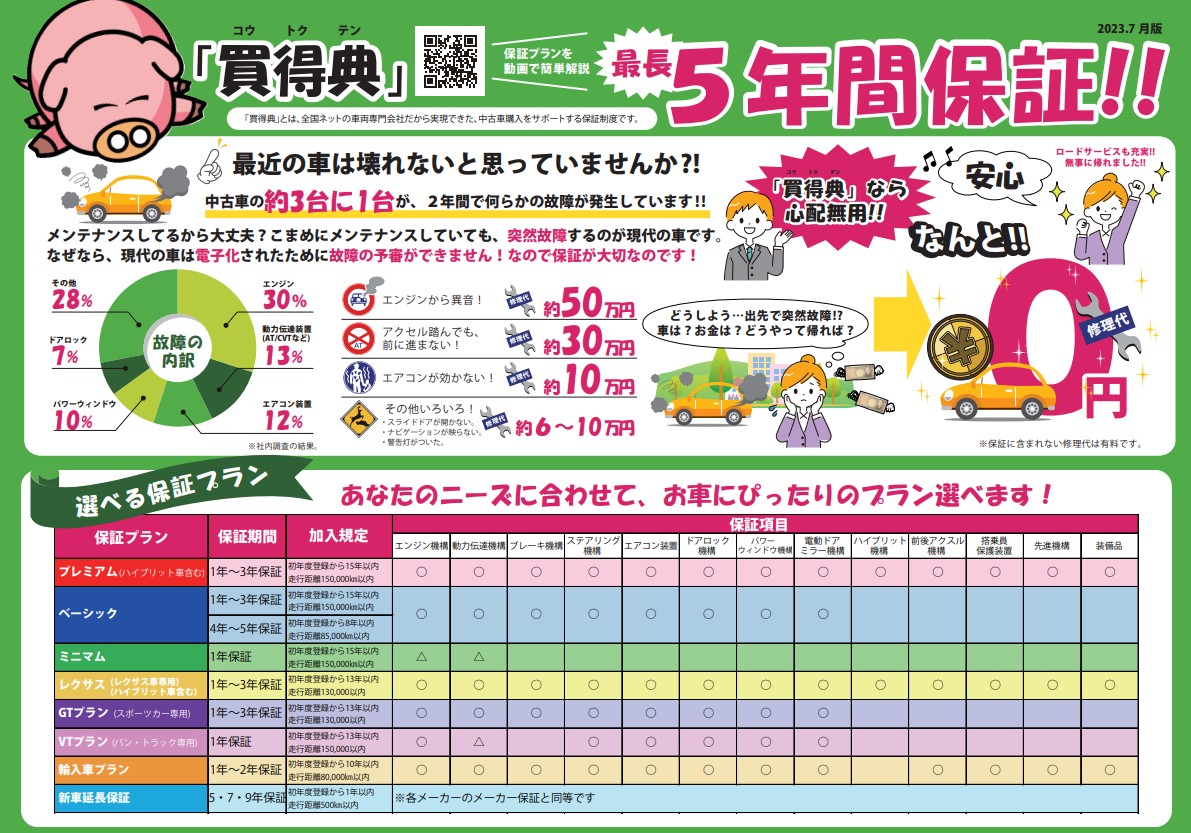 コウ トク テン
「買得典」
保証プランを
動画で簡単解説
最長5年間保証!!
2023.7月版
「買得典」とは、全国ネットの車両専門会社だから実現できた、中古車購入をサポートする保証制度です。
最近の車は壊れないと思っていませんか?!
中古車の約3台に1台が、２年間で何らかの故障が発生しています!!
メンテナンスしてるから大丈夫？こまめにメンテナンスしていても、突然故障するのが現代の車です。
なぜなら、現代の車は電子化されたために故障の予審ができません！なので保証が大切なのです！
コウ トク テン
「買得典」なら
心配無用!!
安心
ロードサービスも充実!!
無事に帰れました!!
なんと!!
故障の
内訳
その他
28%
ドアロック
7%
パワーウィンドウ
10%
エンジン
30%
動力伝達装置
(AT/CVTなど)
13%
エアコン装置
12%
※社内調査の結果。
エンジンから異音！
修理代
約50万円
AT
アクセル踏んでも、
前に進まない！
修理代
約30万円
エアコンが効かない！
修理代
約10万円
その他いろいろ！
・スライドドアが開かない。
・ナビゲーションが映らない。
・警告灯がついた。
修理代
約6〜10万円
どうしよう…出先で突然故障!?
車は？お金は？どうやって帰れば？
¥
修理代
0円
※保証に含まれない修理代は有料です。
選べる保証プラン
あなたのニーズに合わせて、お車にぴったりのプラン選べます！
保証プラン 保証期間 加入規定 保証項目
エンジン機構 動力伝達機構 ブレーキ機構 ステアリング機構 エアコン装置 ドアロック機構 パワーウィンドウ機構 電動ドアミラー機構 ハイブリット機構 前後アクスル機構 搭乗員保護装置 先進機構 装備品
プレミアム(ハイブリット車含む) 1年〜3年保証 初年度登録から15年以内 走行距離150,000km以内 ○ ○ ○ ○ ○ ○ ○ ○ ○ ○ ○ ○ ○
ベーシック 1年〜3年保証 初年度登録から15年以内 走行距離150,000km以内 ○ ○ ○ ○ ○ ○ ○ ○
4年〜5年保証 初年度登録から8年以内 走行距離85,000km以内
ミニマム 1年保証 初年度登録から15年以内 走行距離150,000km以内 △ △
レクサス (レクサス車専用) (ハイブリット車含む) 1年〜3年保証 初年度登録から13年以内 走行距離130,000km以内 ○ ○ ○ ○ ○ ○ ○ ○ ○ ○ ○ ○ ○
GTプラン (スポーツカー専用) 1年〜3年保証 初年度登録から13年以内 走行距離130,000km以内 ○ ○ ○ ○ ○ ○ ○ ○
VTプラン (バン・トラック専用) 1年保証 初年度登録から13年以内 走行距離150,000km以内 ○ △ ○ ○ ○ ○ ○
輸入車プラン 1年〜2年保証 初年度登録から10年以内 走行距離80,000km以内 ○ ○ ○ ○ ○ ○ ○ ○ ○ ○ ○ ○
新車延長保証 5・7・9年保証 初年度登録から1年以内 走行距離500km以内 ※各メーカーのメーカー保証と同等です